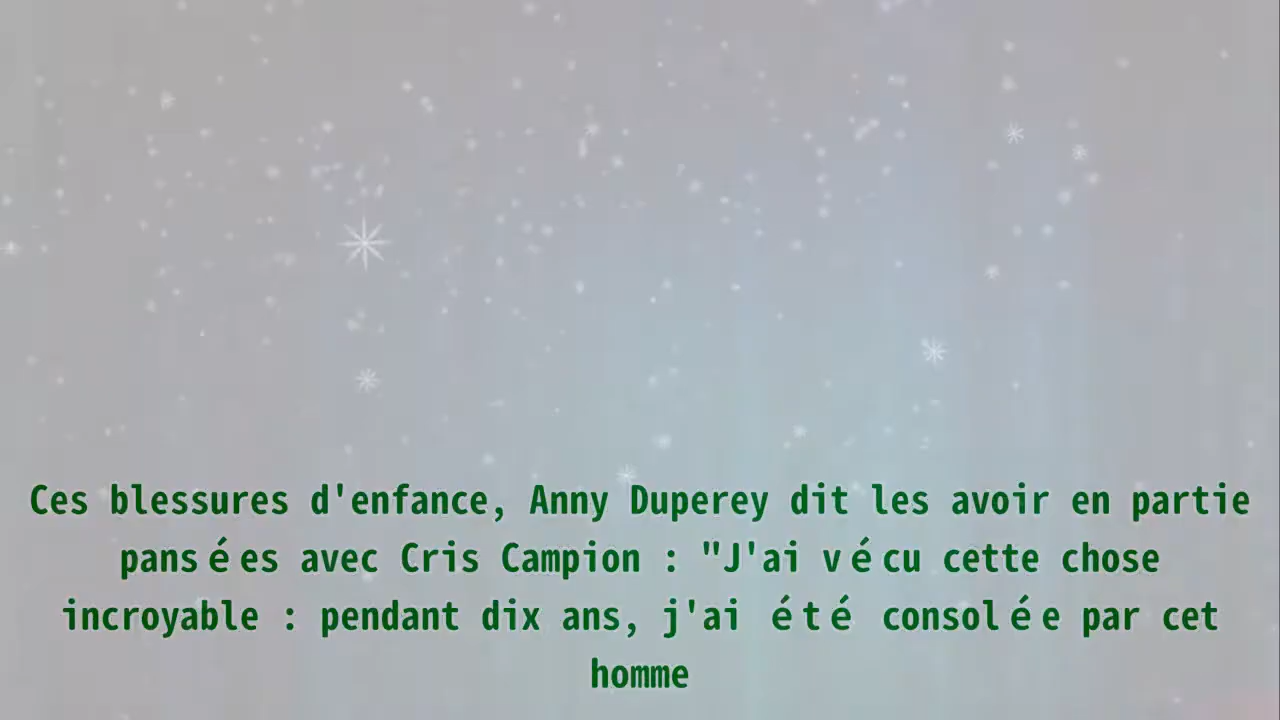 Ces blessures d'enfance, Anny Duperey dit les avoir en partie
pansées avec Cris Campion : "J'ai vécu cette chose
incroyable : pendant dix ans, j'ai été consolée par cet
homme